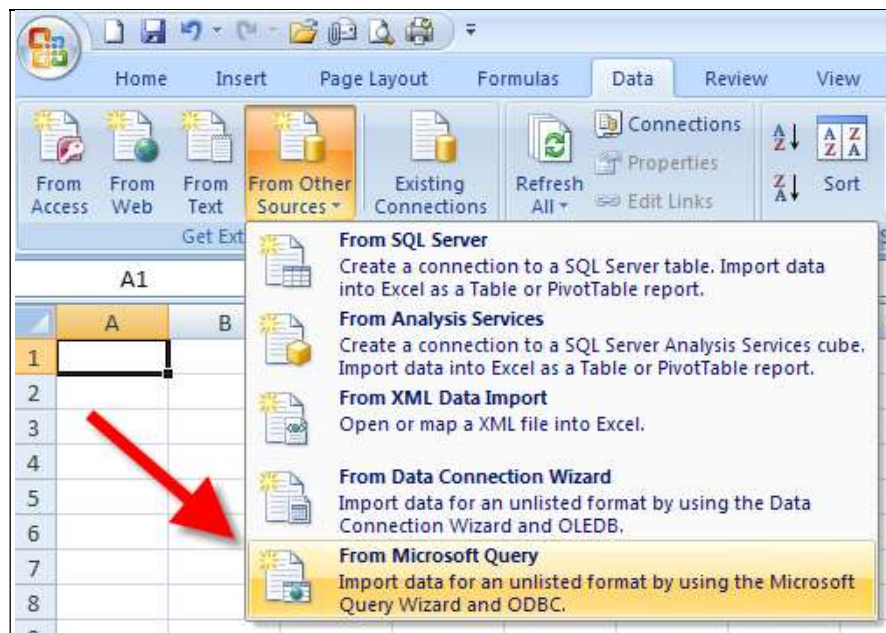 Home Insert Page Layout Formulas Data Review View
From Access
From Web
From Text
From Other Sources
Existing Connections
Refresh All
Connections
Properties
Edit Links
A Z
Z A
A Z
Z A
Sort
Get Ext
A1
A B
1
2
3
4
5
6
7
8
From SQL Server
Create a connection to a SQL Server table. Import data
into Excel as a Table or PivotTable report.
From Analysis Services
Create a connection to a SQL Server Analysis Services cube.
Import data into Excel as a Table or PivotTable report.
From XML Data Import
Open or map a XML file into Excel.
From Data Connection Wizard
Import data for an unlisted format by using the Data
Connection Wizard and OLEDB.
From Microsoft Query
Import data for an unlisted format by using the Microsoft
Query Wizard and ODBC.